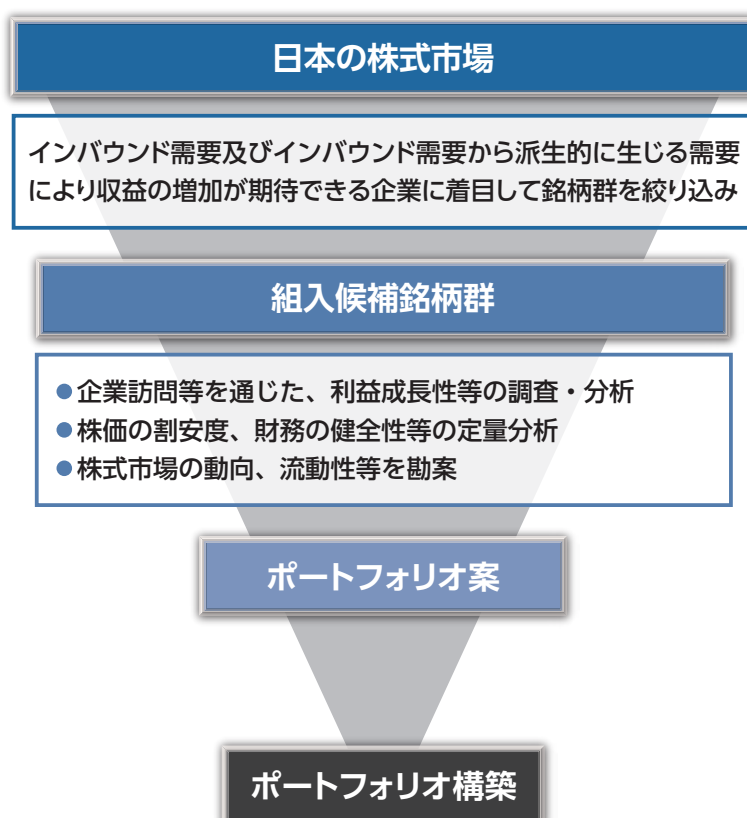 日本の株式市場
インバウンド需要及びインバウンド需要から派生的に生じる需要
により収益の増加が期待できる企業に着目して銘柄群を絞り込み
組入候補銘柄群
●企業訪問等を通じた、利益成長性等の調査・分析
●株価の割安度、財務の健全性等の定量分析
●株式市場の動向、流動性等を勘案
ポートフォリオ案
ポートフォリオ構築